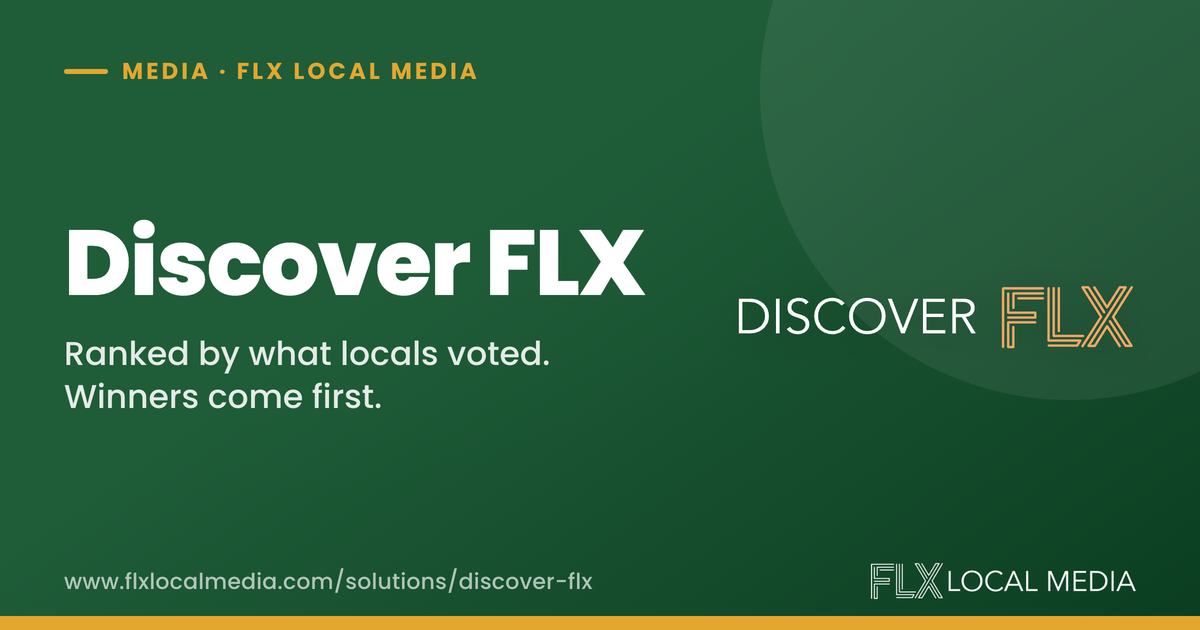 MEDIA · FLX LOCAL MEDIA
Discover FLX
Ranked by what locals voted.
Winners come first.
DISCOVER FLX
www.flxlocalmedia.com/solutions/discover-flx
FLX LOCAL MEDIA